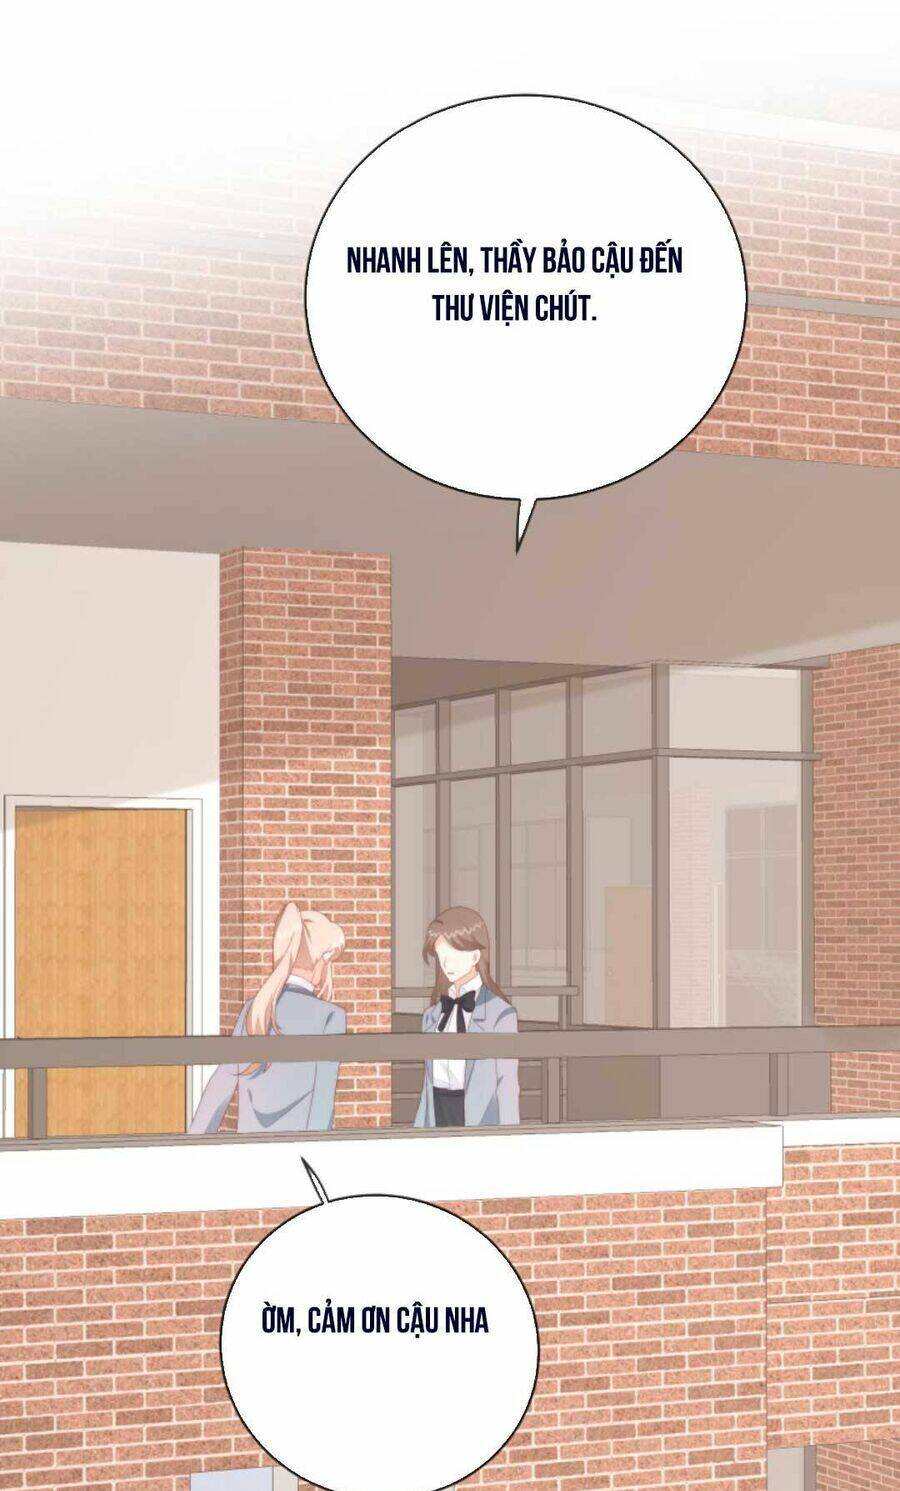 NHANH LÊN, THẦY BẢO CẬU ĐẾN
THƯ VIỆN CHÚT.
ỜM, CẢM ƠN CẬU NHA